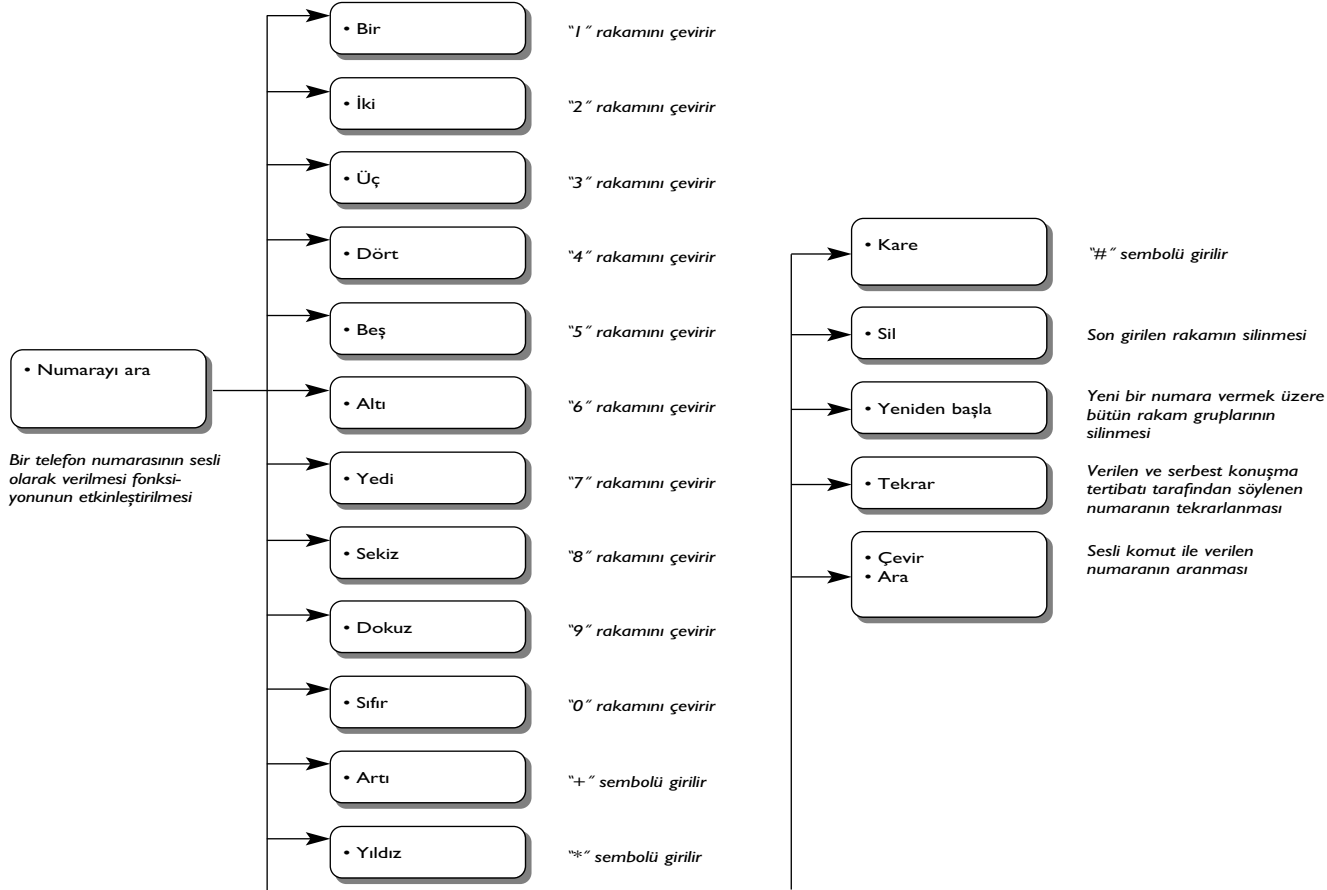 • Numarayı ara
Bir telefon numarasının sesli
olarak verilmesi fonksi-
yonunun etkinleştirilmesi
• Bir
“1” rakamını çevirir
• İki
“2” rakamını çevirir
• Üç
“3” rakamını çevirir
• Dört
“4” rakamını çevirir
• Beş
“5” rakamını çevirir
• Altı
“6” rakamını çevirir
• Yedi
“7” rakamını çevirir
• Sekiz
“8” rakamını çevirir
• Dokuz
“9” rakamını çevirir
• Sıfır
“0” rakamını çevirir
• Artı
“+” sembolü girilir
• Yıldız
“*” sembolü girilir
• Kare
“#” sembolü girilir
• Sil
Son girilen rakamın silinmesi
• Yeniden başla
Yeni bir numara vermek üzere
bütün rakam gruplarının
silinmesi
• Tekrar
Verilen ve serbest konuşma
tertibatı tarafından söylenen
numaranın tekrarlanması
• Çevir
• Ara
Sesli komut ile verilen
numaranın aranması